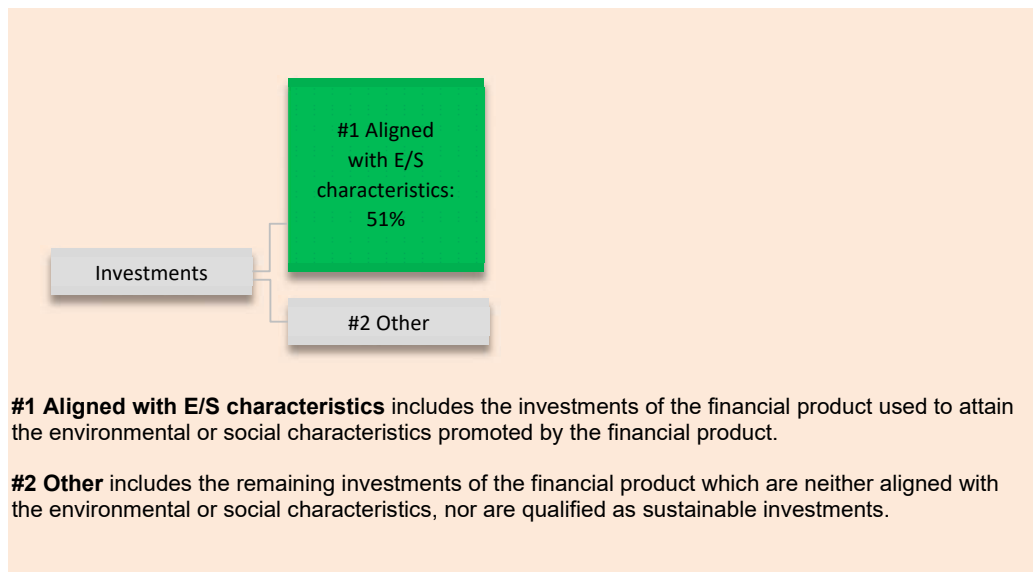 #1 Aligned
with E/S
characteristics:
51%
Investments
#2 Other
#1 Aligned with E/S characteristics includes the investments of the financial product used to attain
the environmental or social characteristics promoted by the financial product.
#2 Other includes the remaining investments of the financial product which are neither aligned with
the environmental or social characteristics, nor are qualified as sustainable investments.